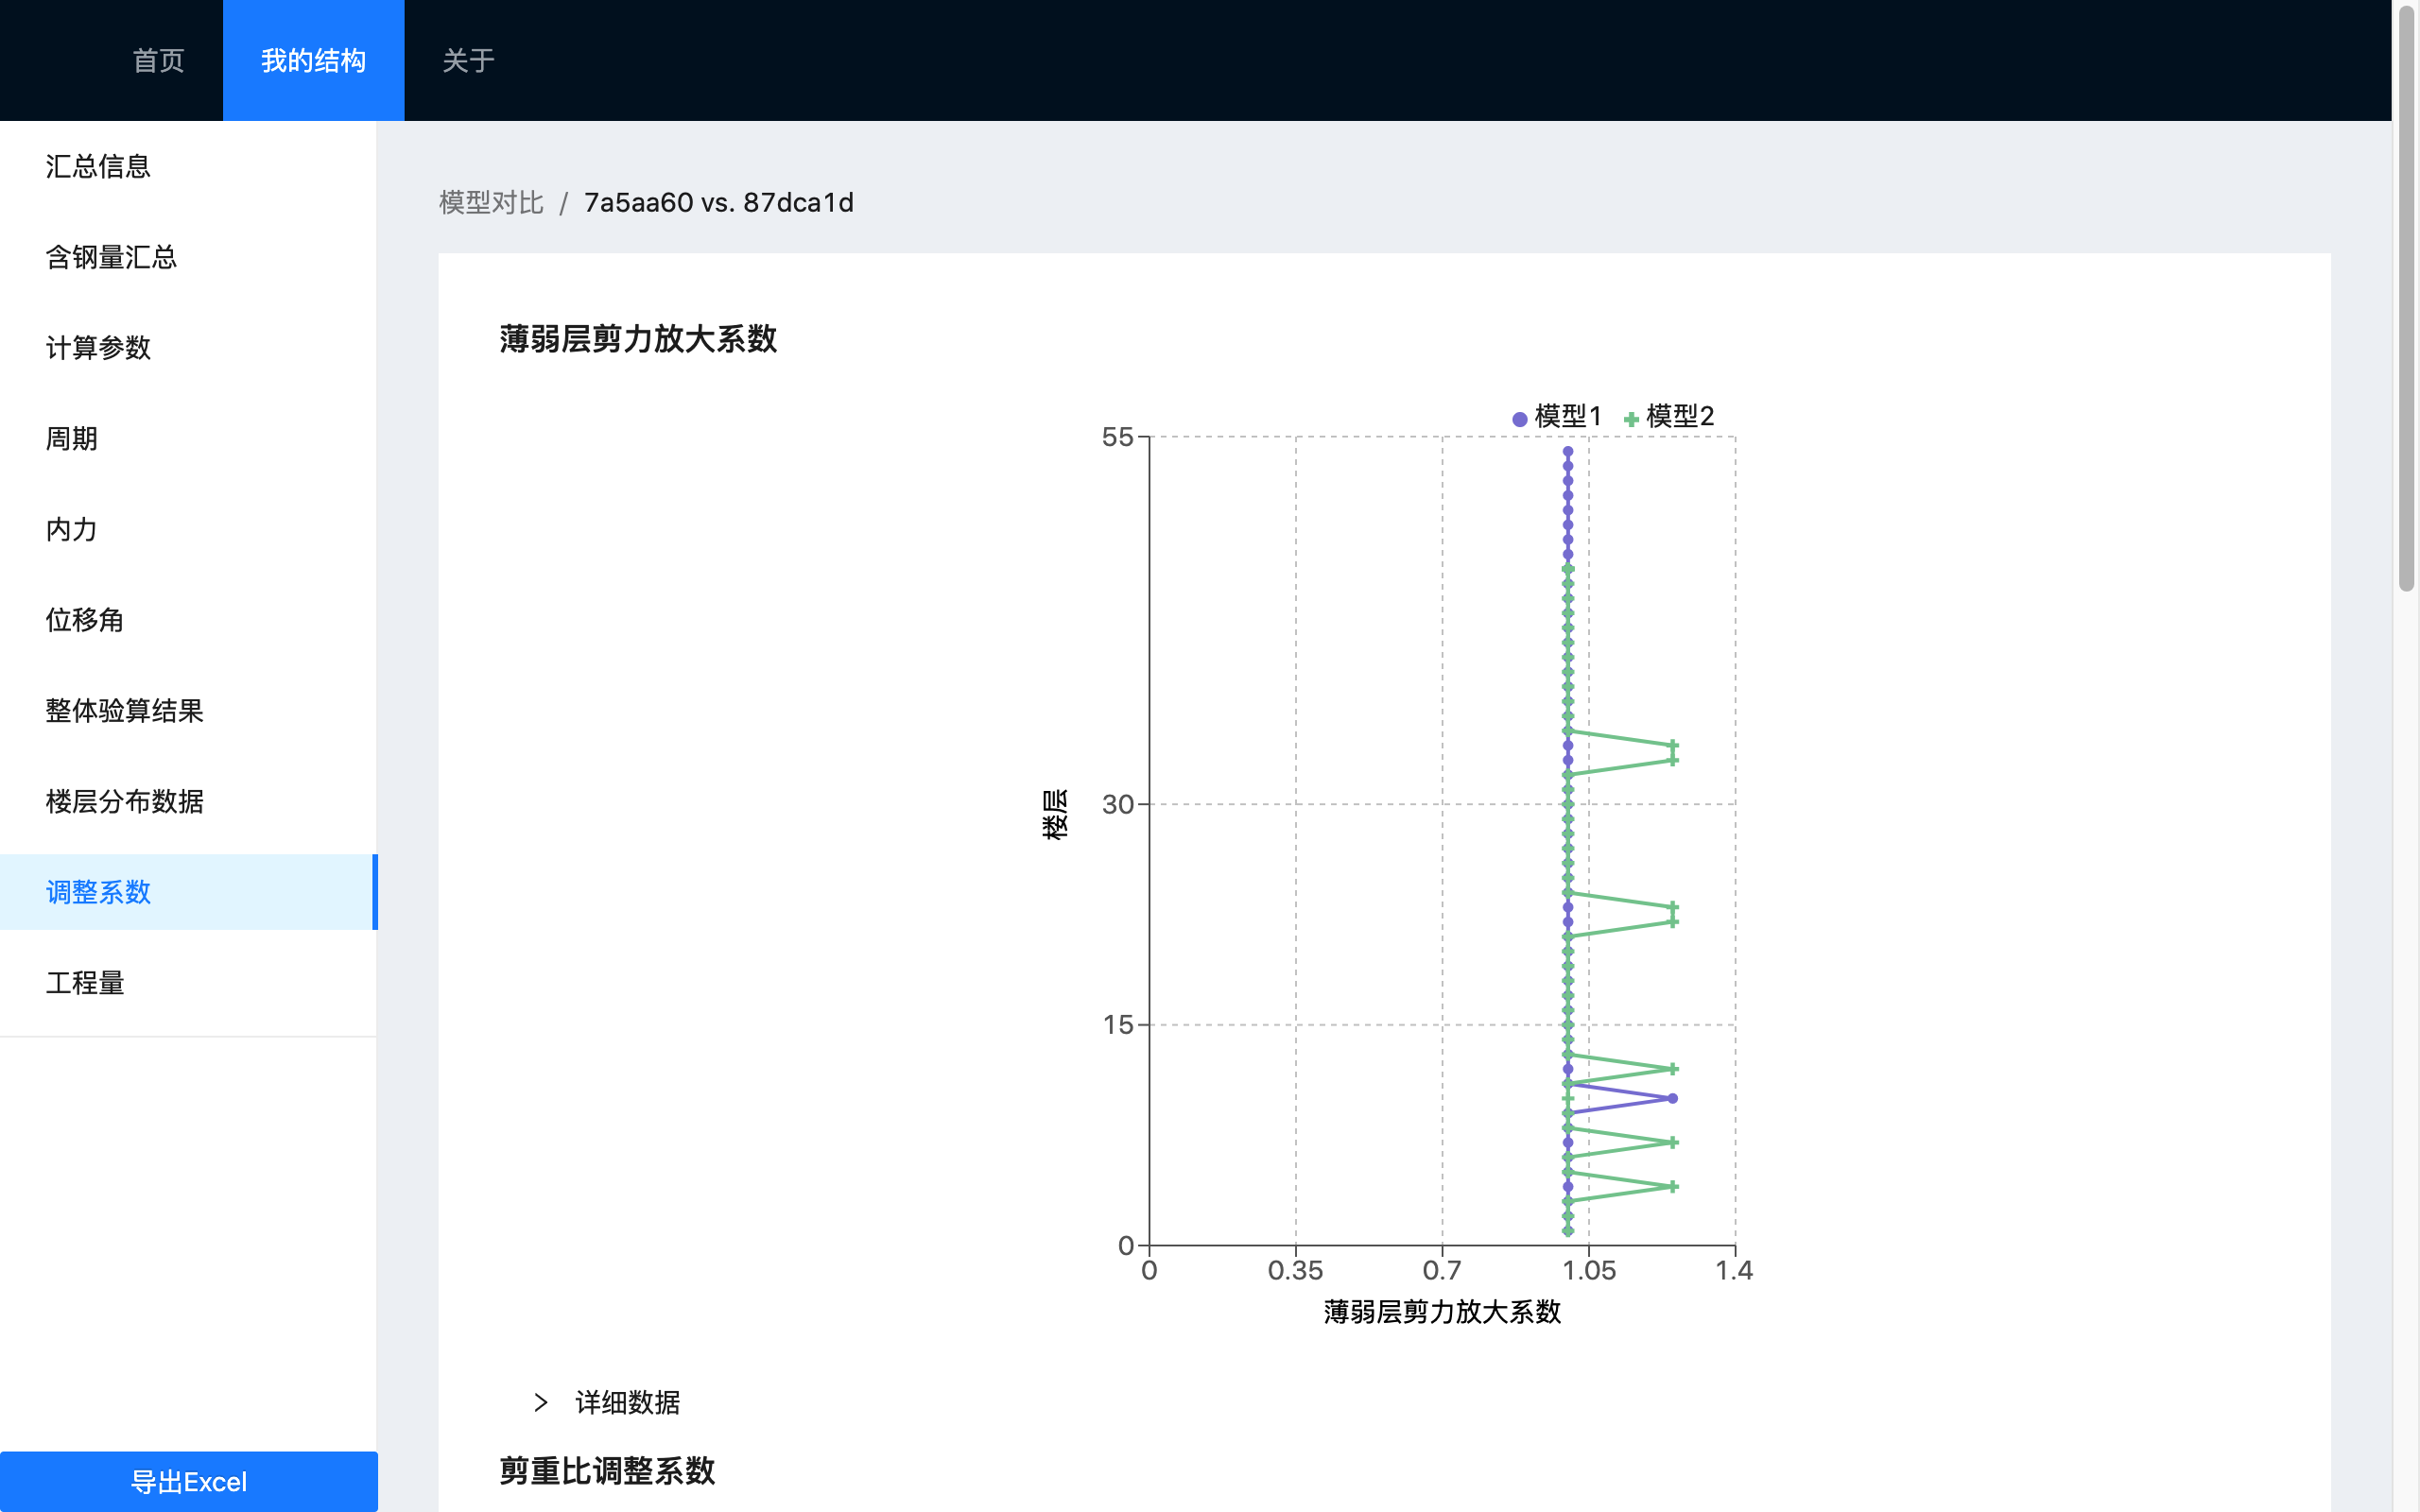 首页 我的结构 关于
汇总信息
含钢量汇总
计算参数
周期
内力
位移角
整体验算结果
楼层分布数据
调整系数
工程量
导出Excel
模型对比 / 7a5aa60 vs. 87dca1d
薄弱层剪力放大系数
模型1 模型2
55
30
15
0
楼层
0 0.35 0.7 1.05 1.4
薄弱层剪力放大系数
详细数据
剪重比调整系数